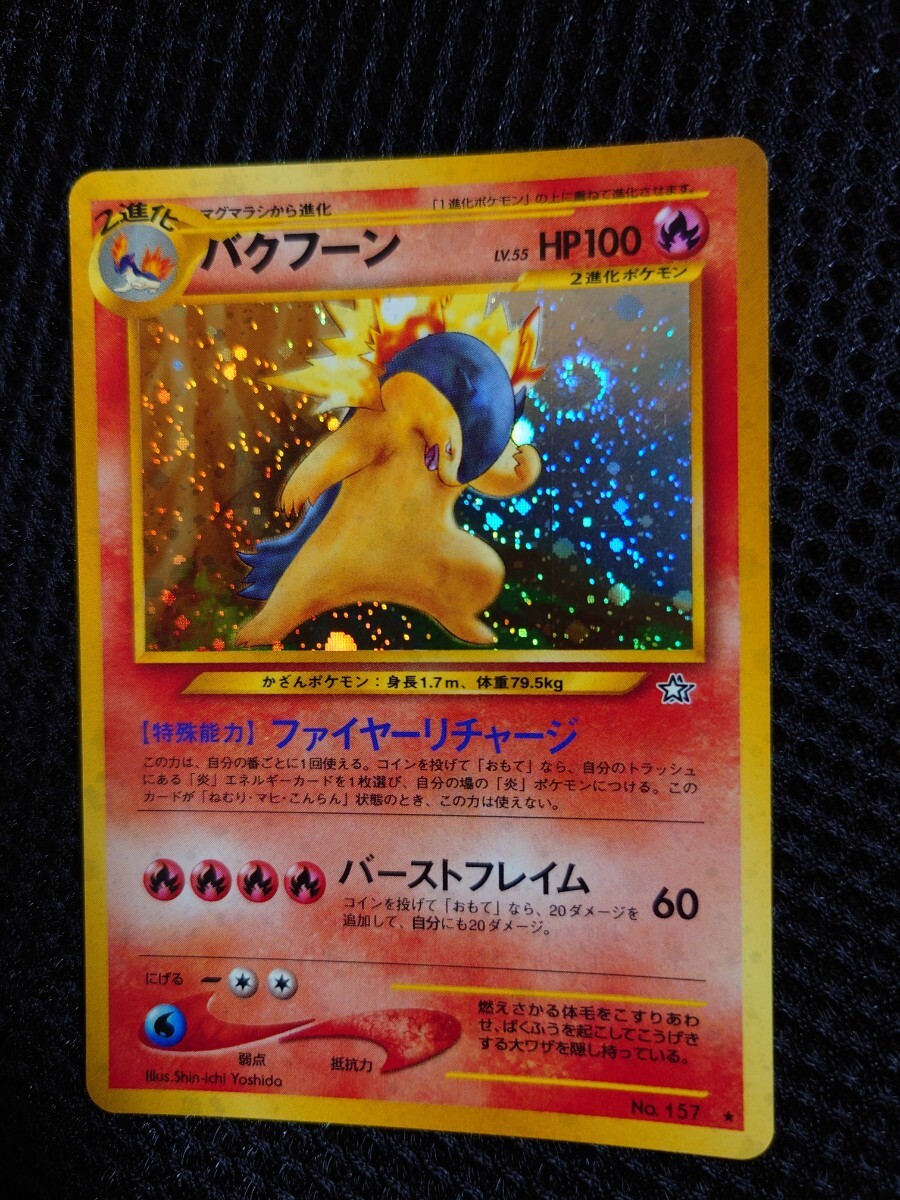 2進化
マグマラシから進化
「1進化ポケモン」の上に重ねて進化させます。
バクフーン
LV.55 HP100
2進化ポケモン
かざんポケモン：身長1.7m、体重79.5kg
【特殊能力】ファイヤーリチャージ
この力は、自分の番ごとに1回使える。コインを投げて「おもて」なら、自分のトラッシュ
にある「炎」エネルギーカードを1枚選び、自分の場の「炎」ポケモンにつける。この
カードが「ねむり・マヒ・こんらん」状態のとき、この力は使えない。
バーストフレイム
60
コインを投げて「おもて」なら、20ダメージを
追加して、自分にも20ダメージ。
にげる
燃えさかる体毛をこすりあわ
せ、ばくふうを起こしてこうげき
する大ワザを隠し持っている。
弱点
抵抗力
Illus.Shin-ichi Yoshida
No. 157 ★